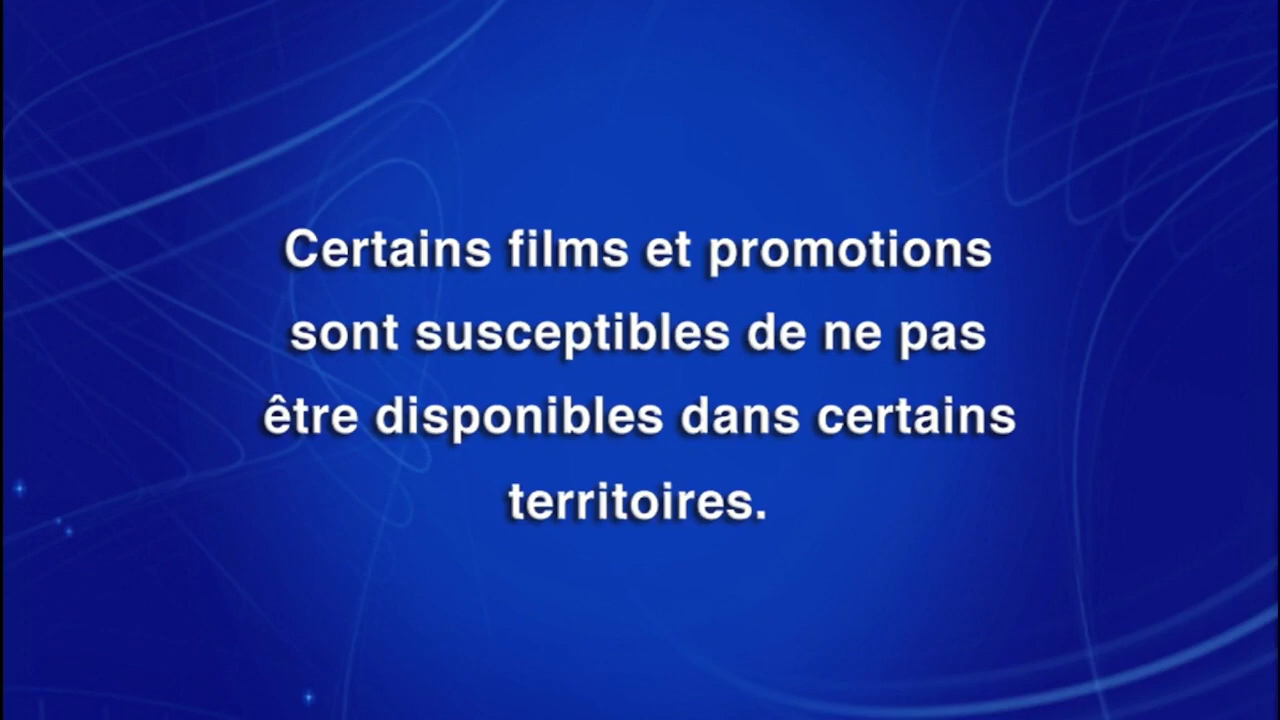 Certains films et promotions
sont susceptibles de ne pas
être disponibles dans certains
territoires.